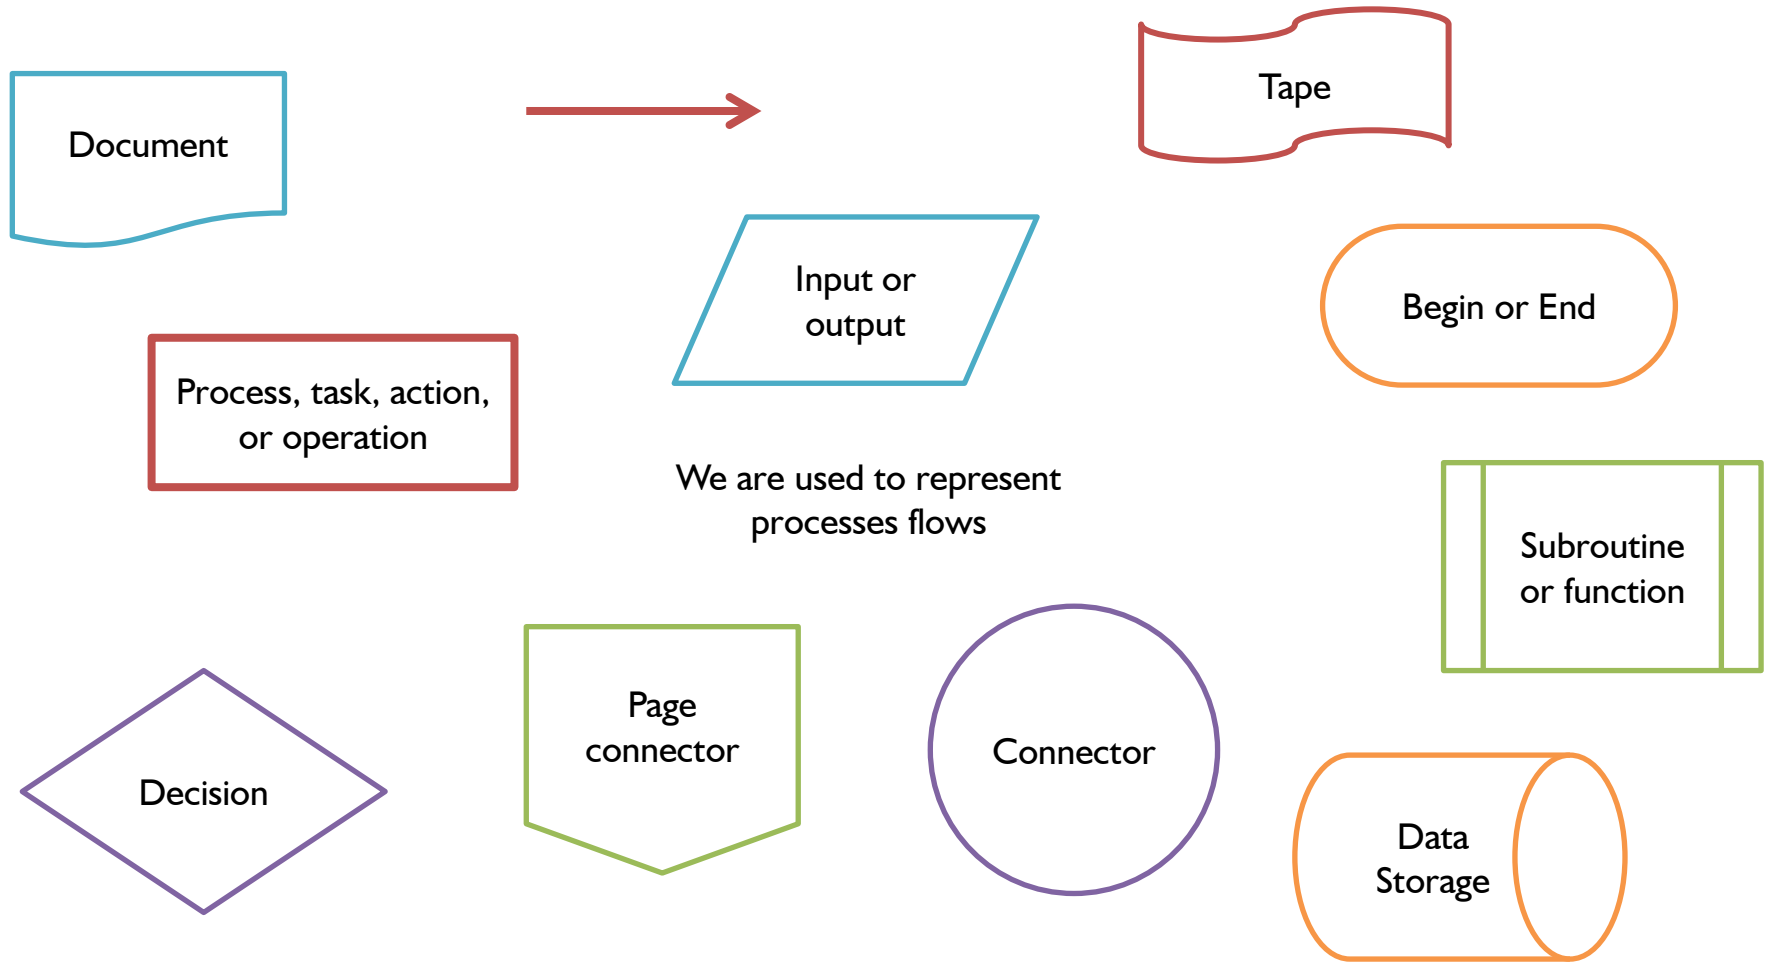 Tape
Document
Input or
output
Begin or End
Process, task, action,
or operation
We are used to represent
processes flows
Subroutine
or function
Page
connector
Connector
Decision
Data
Storage